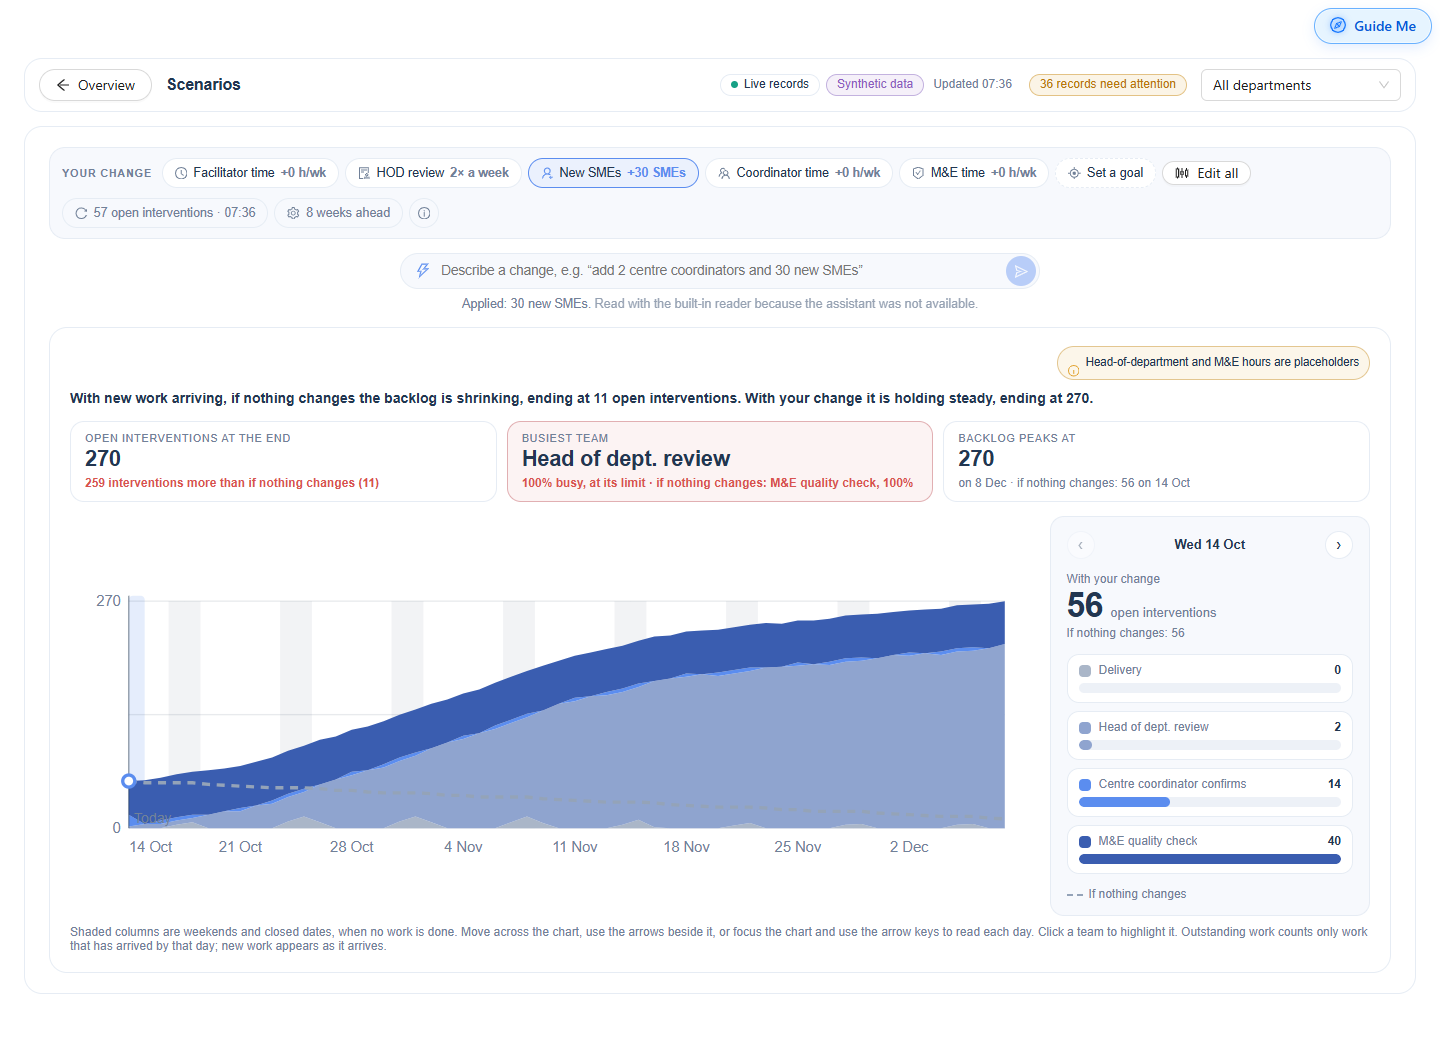 Guide Me
Overview
Scenarios
Live records
Synthetic data
Updated 07:36
36 records need attention
All departments
YOUR CHANGE
Facilitator time +0 h/wk
HOD review 2× a week
New SMEs +30 SMEs
Coordinator time +0 h/wk
M&E time +0 h/wk
Set a goal
Edit all
57 open interventions · 07:36
8 weeks ahead
Describe a change, e.g. “add 2 centre coordinators and 30 new SMEs”
Applied: 30 new SMEs. Read with the built-in reader because the assistant was not available.
Head-of-department and M&E hours are placeholders
With new work arriving, if nothing changes the backlog is shrinking, ending at 11 open interventions. With your change it is holding steady, ending at 270.
OPEN INTERVENTIONS AT THE END
270
259 interventions more than if nothing changes (11)
BUSIEST TEAM
Head of dept. review
100% busy, at its limit · if nothing changes: M&E quality check, 100%
BACKLOG PEAKS AT
270
on 8 Dec · if nothing changes: 56 on 14 Oct
270
0
Today
14 Oct
21 Oct
28 Oct
4 Nov
11 Nov
18 Nov
25 Nov
2 Dec
Wed 14 Oct
With your change
56 open interventions
If nothing changes: 56
Delivery 0
Head of dept. review 2
Centre coordinator confirms 14
M&E quality check 40
If nothing changes
Shaded columns are weekends and closed dates, when no work is done. Move across the chart, use the arrows beside it, or focus the chart and use the arrow keys to read each day. Click a team to highlight it. Outstanding work counts only work
that has arrived by that day; new work appears as it arrives.